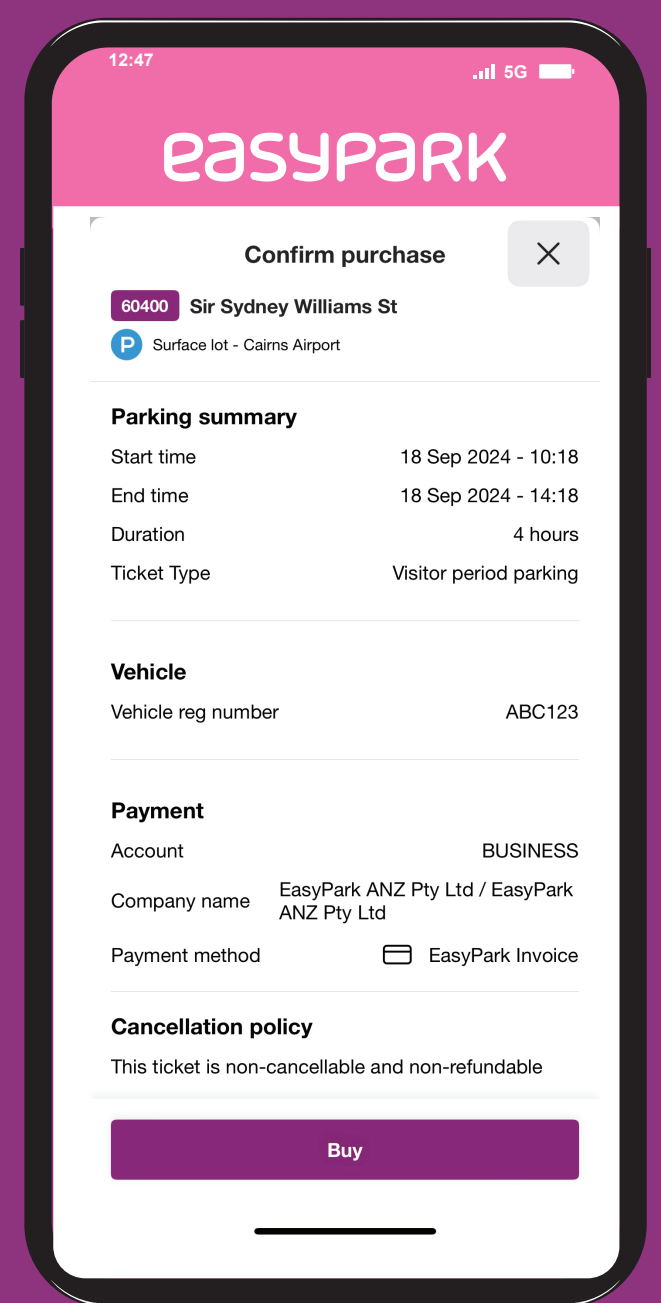 12:47
5G
easypark
Confirm purchase
60400 Sir Sydney Williams St
P Surface lot - Cairns Airport
Parking summary
Start time 18 Sep 2024 - 10:18
End time 18 Sep 2024 - 14:18
Duration 4 hours
Ticket Type Visitor period parking
Vehicle
Vehicle reg number ABC123
Payment
Account BUSINESS
Company name EasyPark ANZ Pty Ltd / EasyPark
ANZ Pty Ltd
Payment method EasyPark Invoice
Cancellation policy
This ticket is non-cancellable and non-refundable
Buy